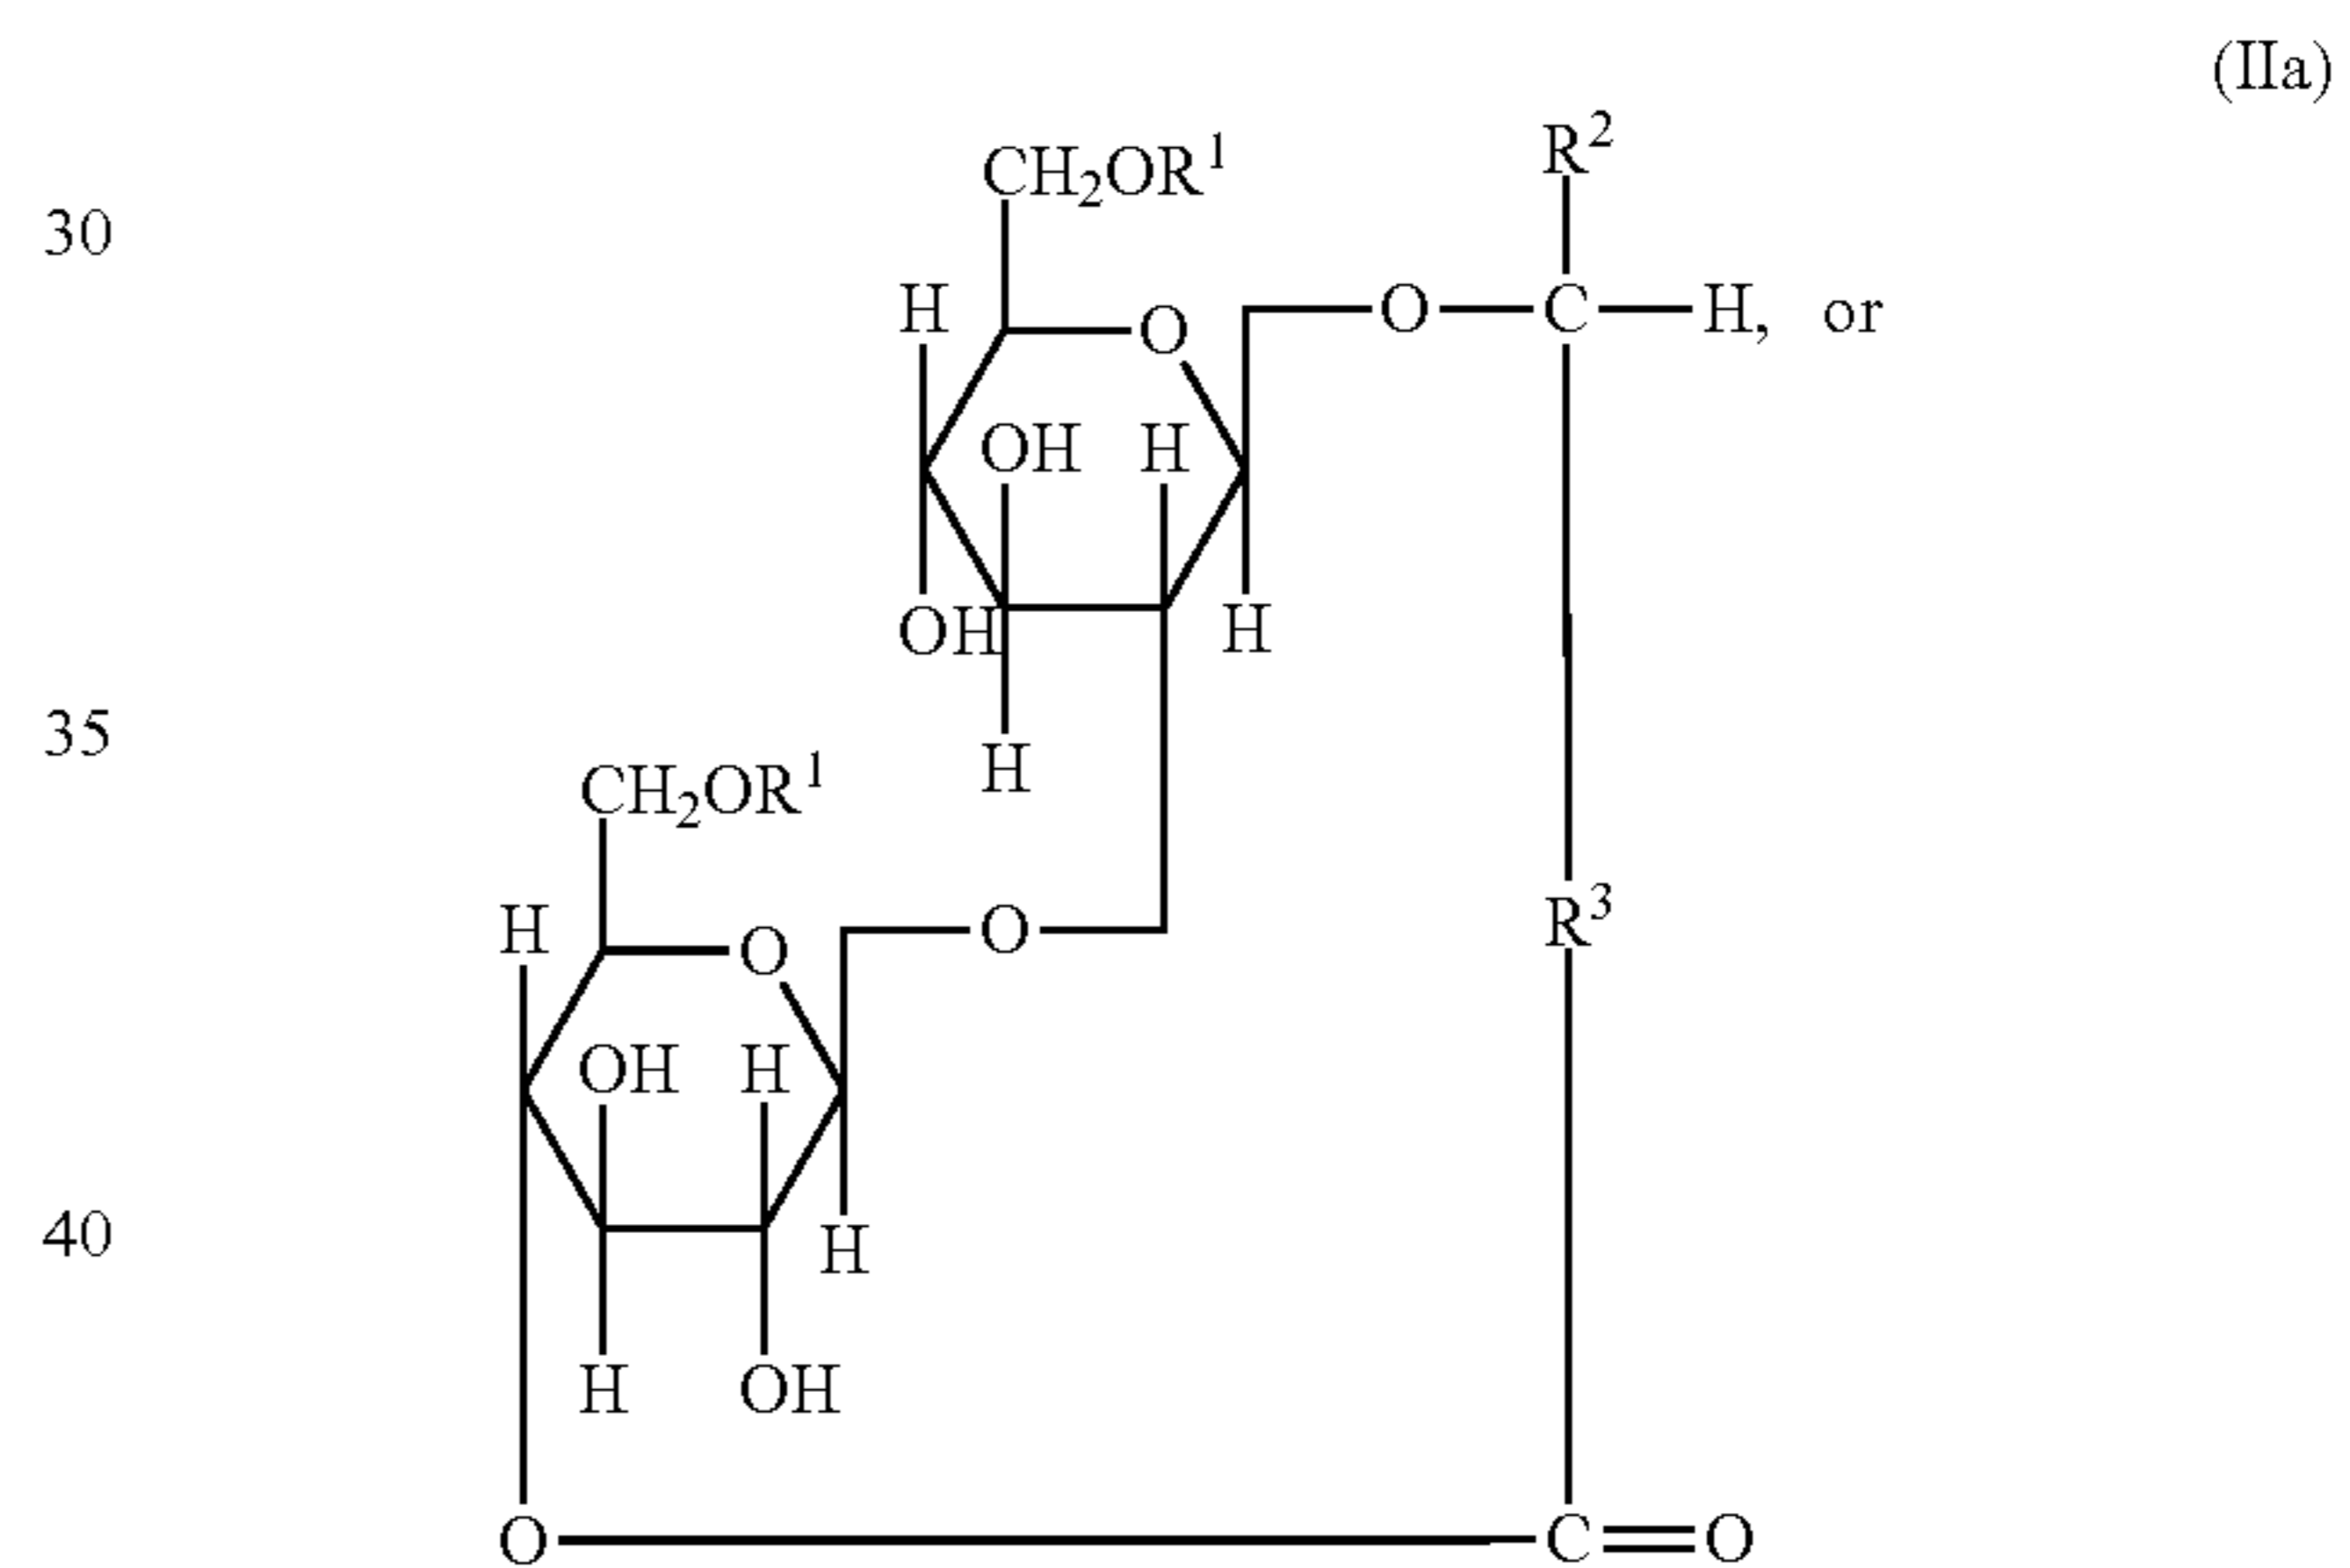 (IIa)
R²
CH₂OR¹
30
H O O C H, or
OH H
OH H
35
H
CH₂OR¹
R³
H O O
OH H
40
H
H OH
O C O